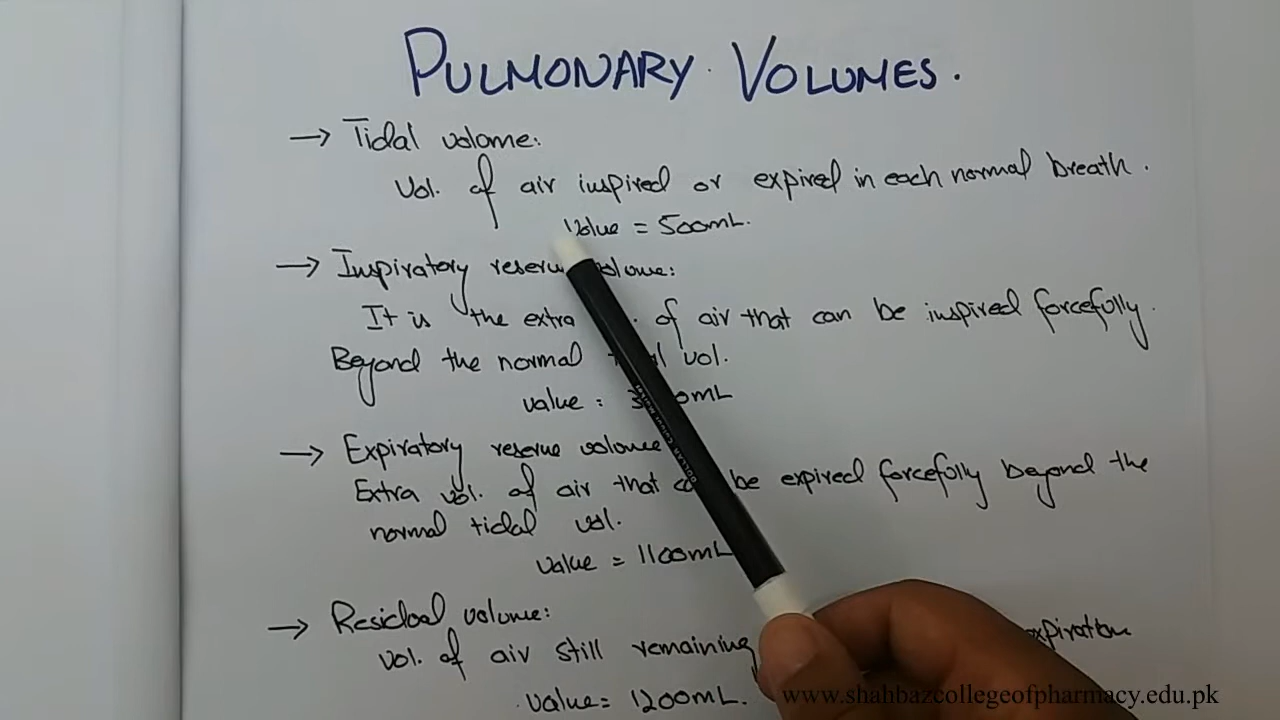 PULMONARY VOLUMES.
→ Tidal volume:
Vol. of air inspired or expired in each normal breath.
Value = 500mL.
→ Inspiratory reserve volume:
It is the extra of air that can be inspired forcefully.
Beyond the normal vol.
value : mL
→ Expiratory reserve volume
Extra vol. of air that be expired forcefully beyond the
normal tidal vol.
value = 1100mL
→ Residual volume:
vol. of air still remaining expiration
value= 1200mL.
www.shahbazcollegeofpharmacy.edu.pk